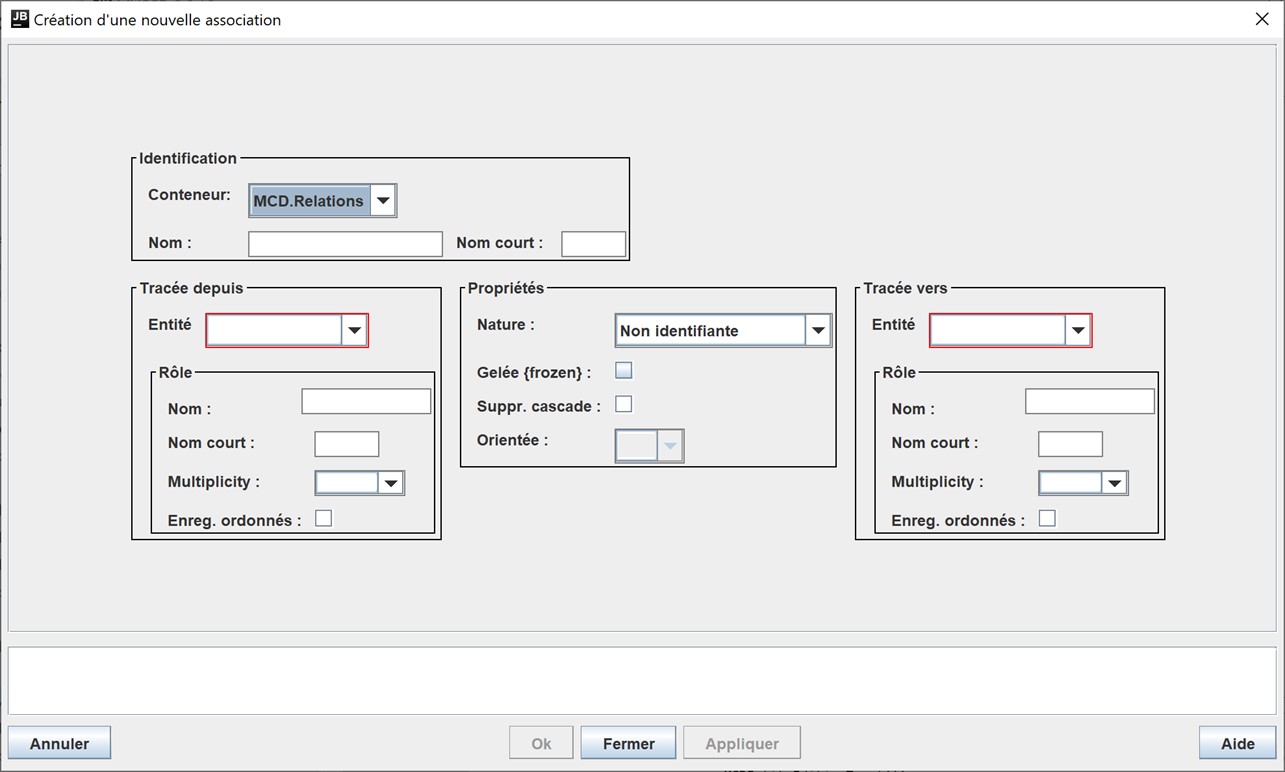 JB Création d'une nouvelle association
Identification
Conteneur: MCD.Relations
Nom : Nom court :
Tracée depuis
Entité
Rôle
Nom :
Nom court :
Multiplicity :
Enreg. ordonnés :
Propriétés
Nature : Non identifiante
Gelée {frozen} :
Suppr. cascade :
Orientée :
Tracée vers
Entité
Rôle
Nom :
Nom court :
Multiplicity :
Enreg. ordonnés :
Annuler Ok Fermer Appliquer Aide